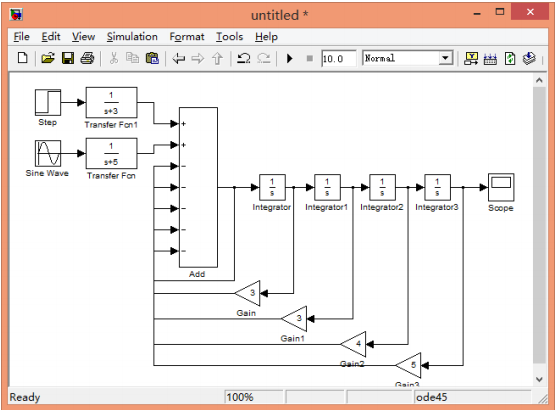 untitled *
File Edit View Simulation Format Tools Help
10.0 Normal
1
s+3
Step
Transfer Fcn1
1
s+5
Sine Wave
Transfer Fcn
+
+
-
-
-
-
-
Add
1
s
Integrator
1
s
Integrator1
1
s
Integrator2
1
s
Integrator3
Scope
3
Gain
3
Gain1
4
Gain2
5
Gain3
Ready 100% ode45